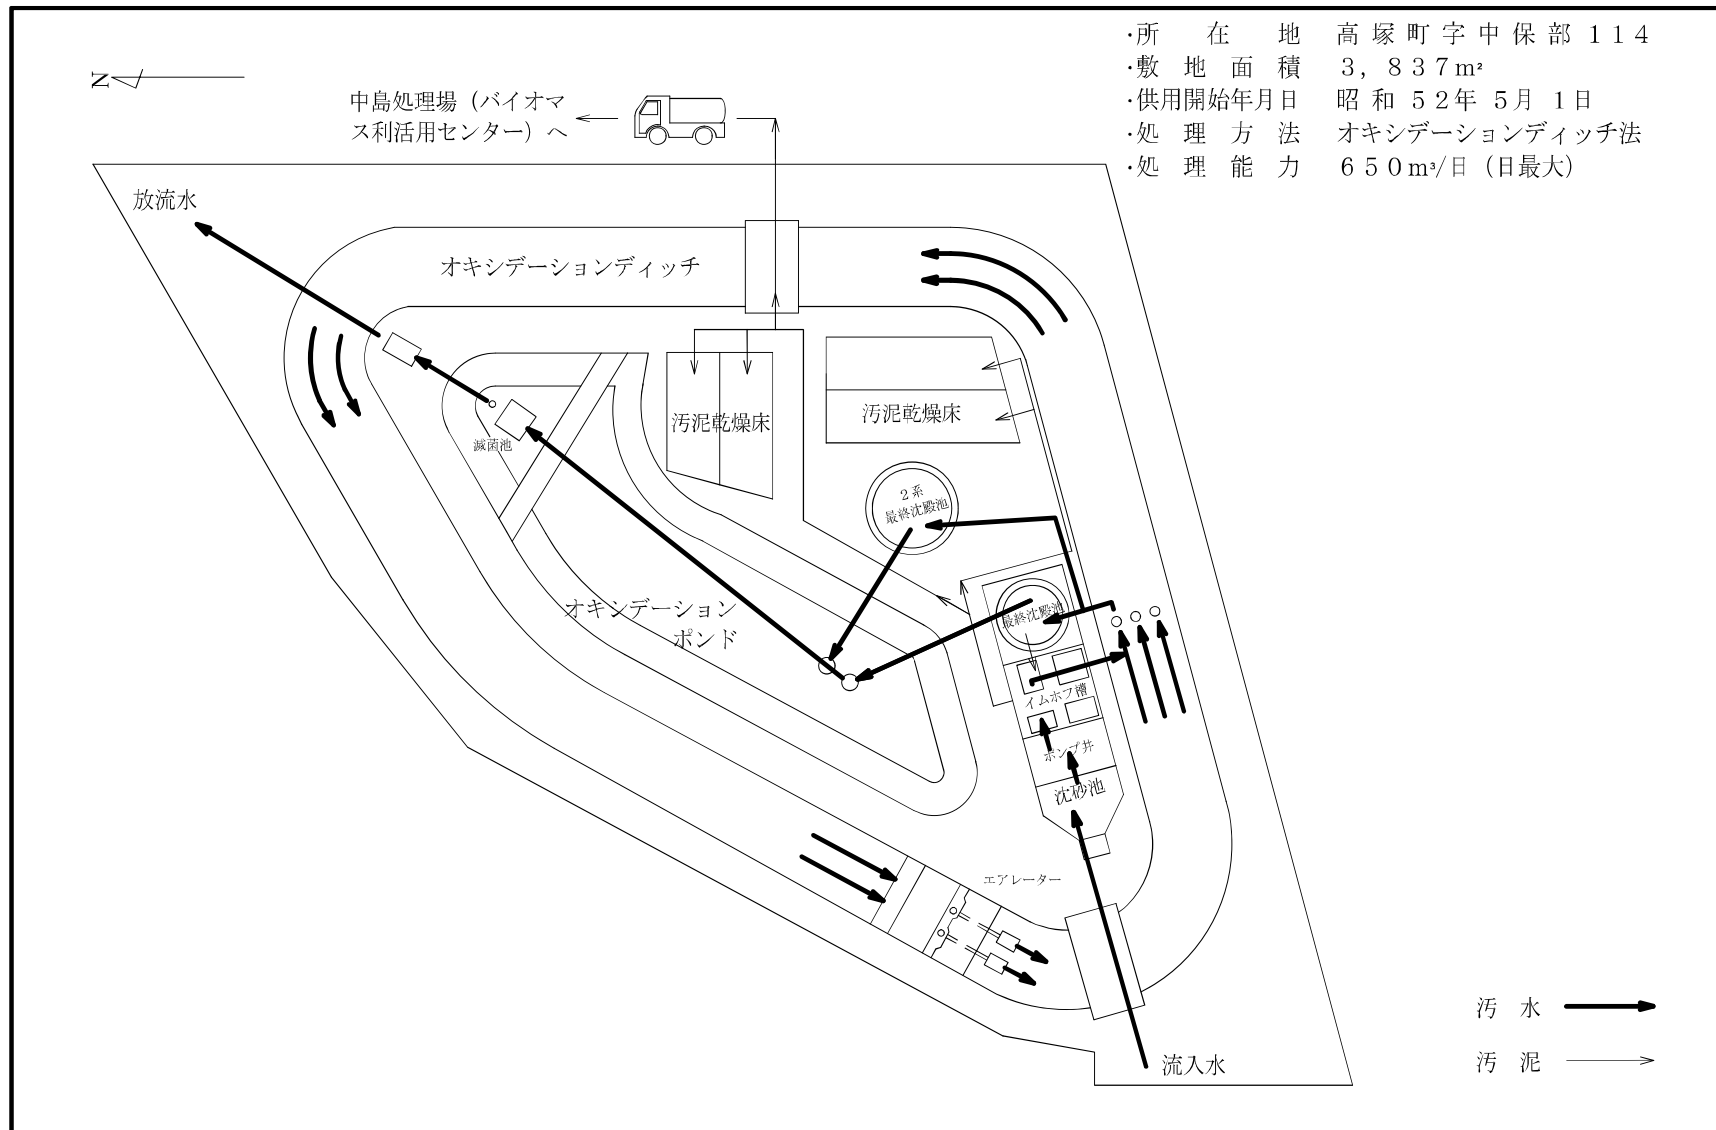 ・所在地 高塚町字中保部114
・敷地面積 3,837m²
・供用開始年月日 昭和52年5月1日
・処理方法 オキシデーションディッチ法
・処理能力 650m³/日(日最大)
N
中島処理場(バイオマ
ス利活用センター)へ
放流水
オキシデーションディッチ
汚泥乾燥床
汚泥乾燥床
滅菌池
2系
最終沈殿池
オキシデーション
ポンド
最終沈殿池
イムホフ槽
ポンプ井
沈砂池
エアレーター
流入水
汚水
汚泥